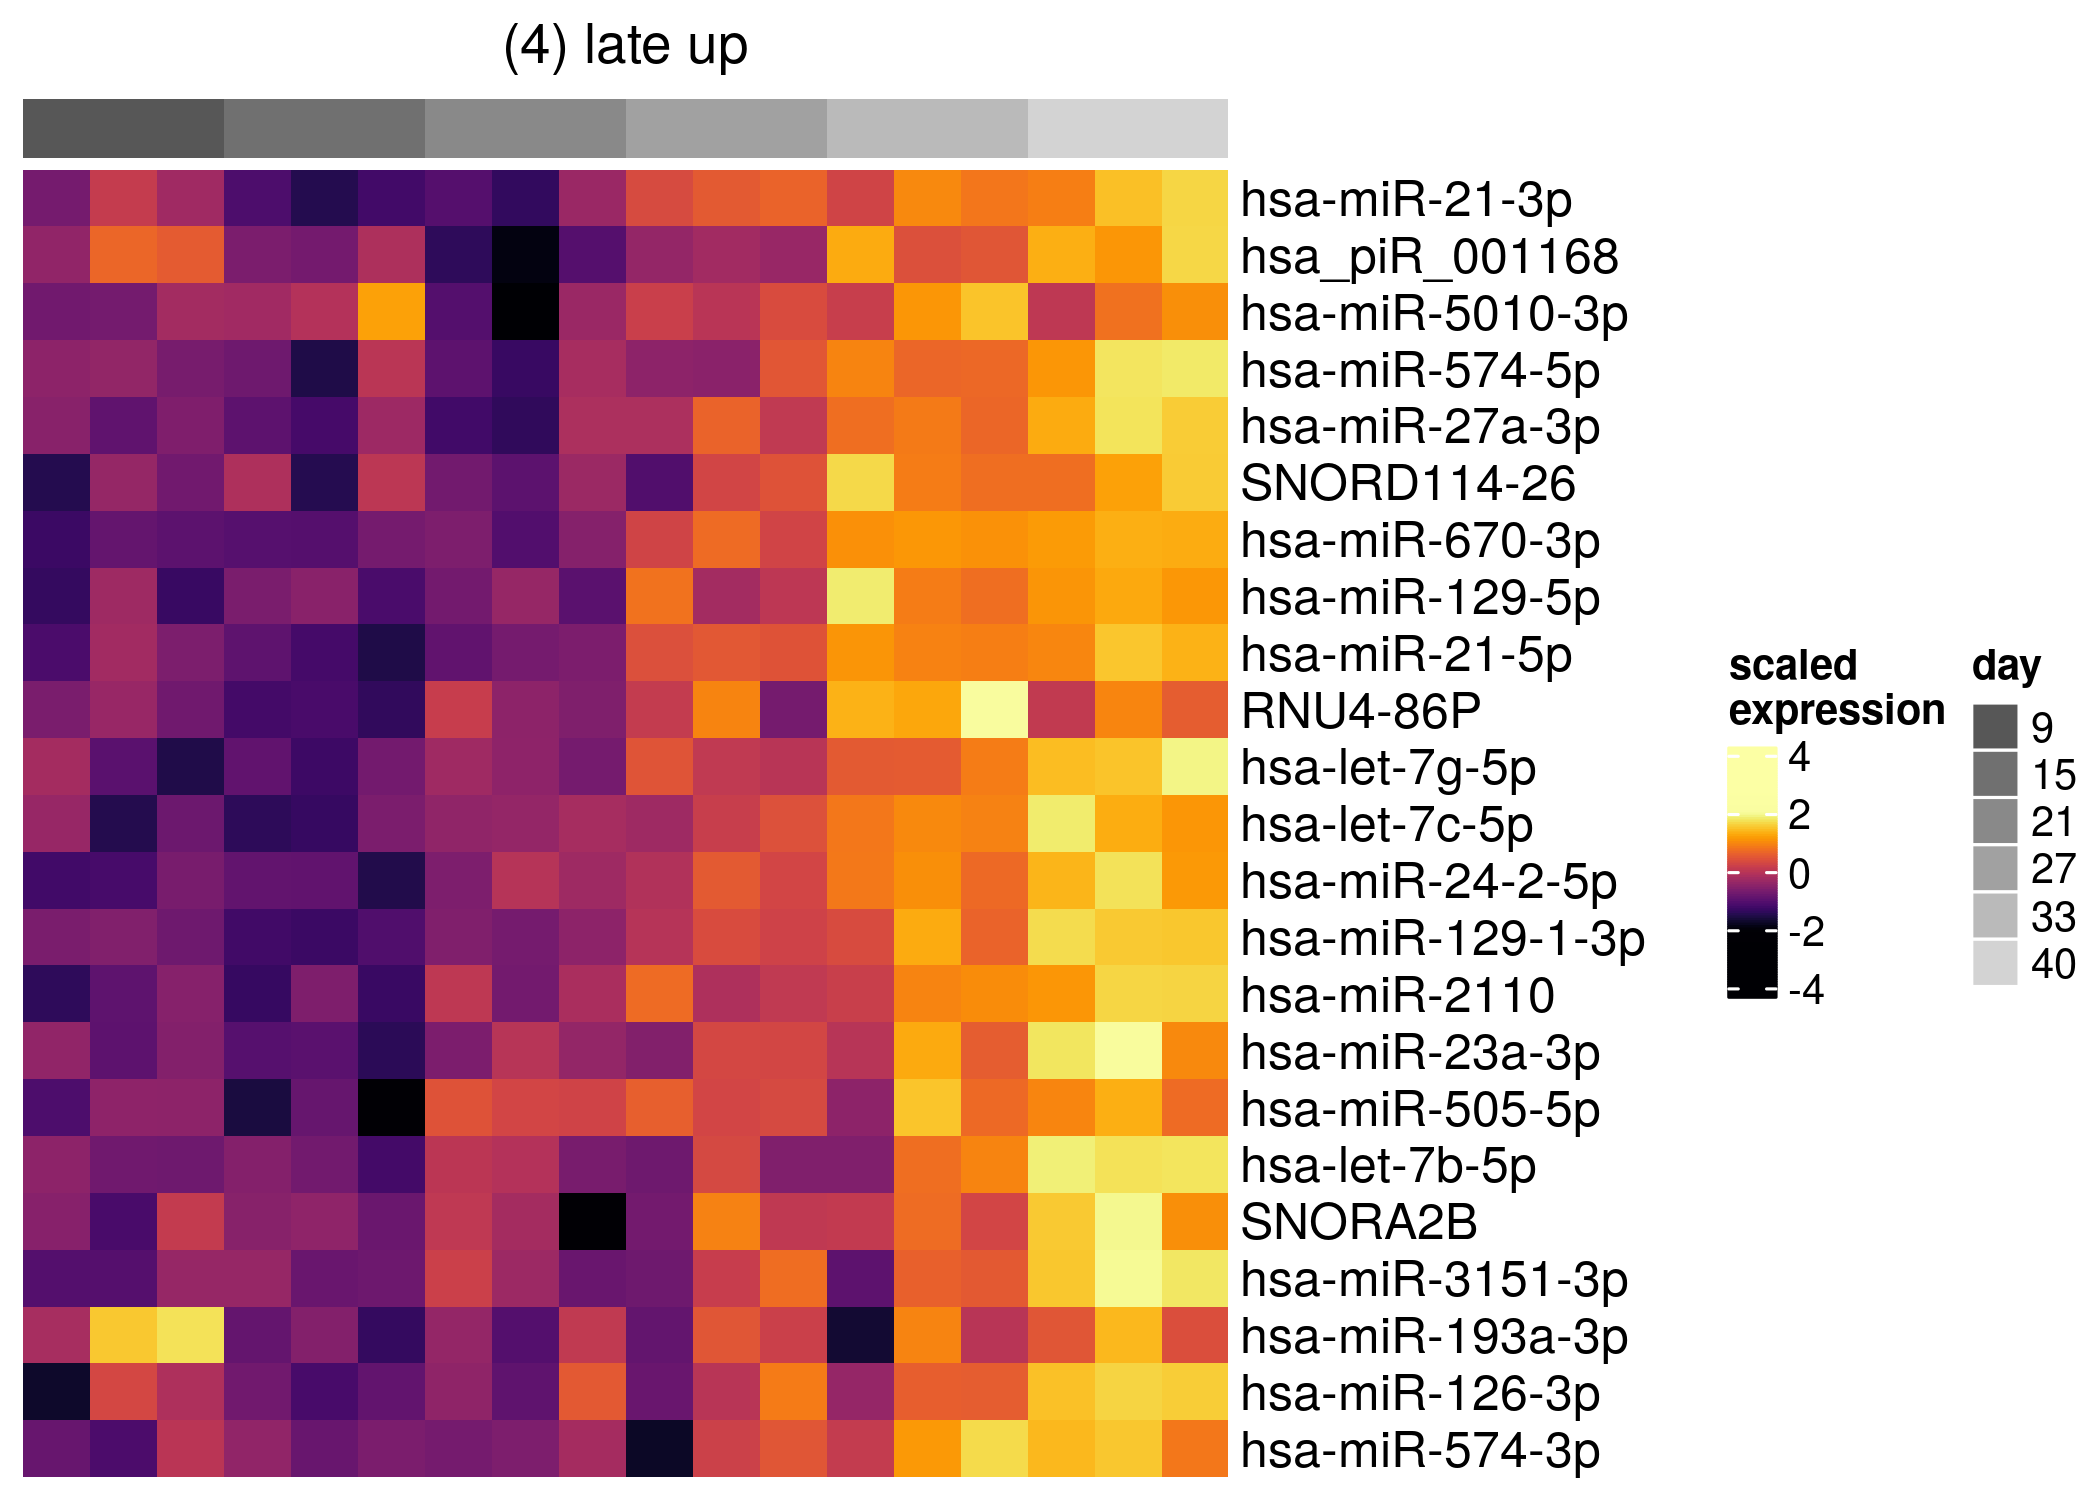 (4) late up
hsa-miR-21-3p
hsa_piR_001168
hsa-miR-5010-3p
hsa-miR-574-5p
hsa-miR-27a-3p
SNORD114-26
hsa-miR-670-3p
hsa-miR-129-5p
hsa-miR-21-5p
RNU4-86P
hsa-let-7g-5p
hsa-let-7c-5p
hsa-miR-24-2-5p
hsa-miR-129-1-3p
hsa-miR-2110
hsa-miR-23a-3p
hsa-miR-505-5p
hsa-let-7b-5p
SNORA2B
hsa-miR-3151-3p
hsa-miR-193a-3p
hsa-miR-126-3p
hsa-miR-574-3p
scaled
expression
4
2
0
-2
-4
day
9
15
21
27
33
40